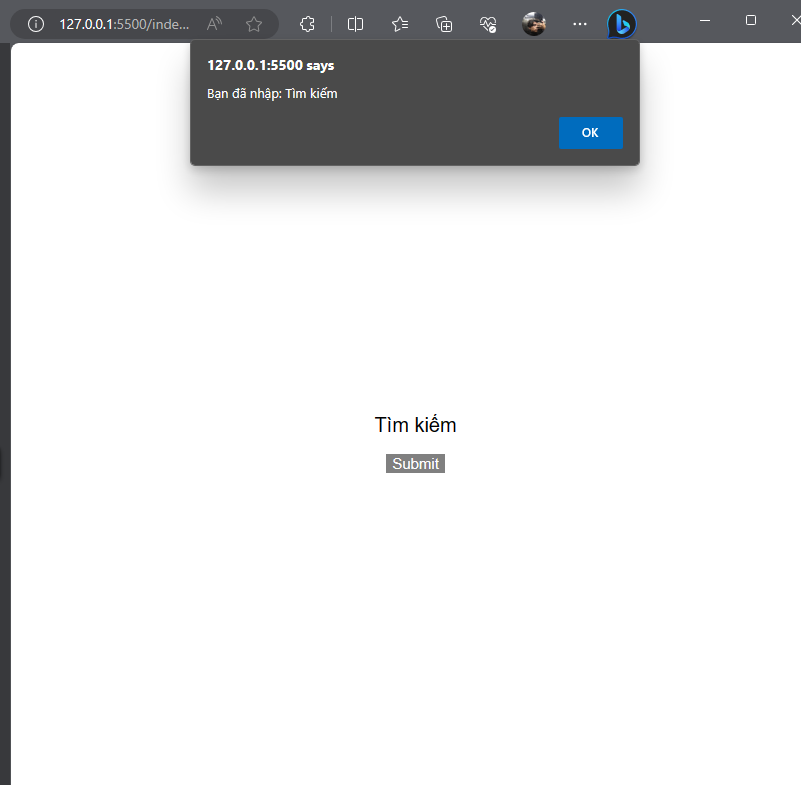 127.0.0.1:5500/inde...
127.0.0.1:5500 says
Bạn đã nhập: Tìm kiếm
OK
Tìm kiếm
Submit